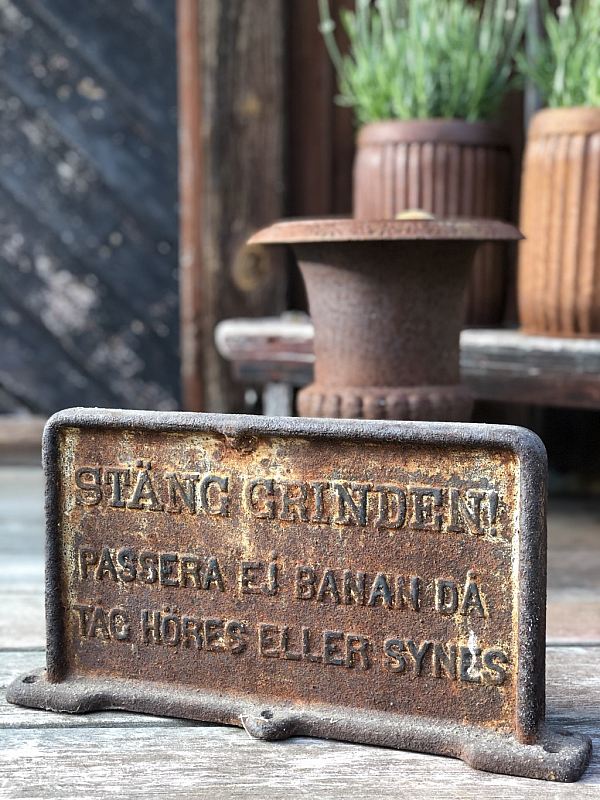 STÄNG GRINDEN!
PASSERA EJ BANAN DÅ
TÅG HÖRES ELLER SYNES